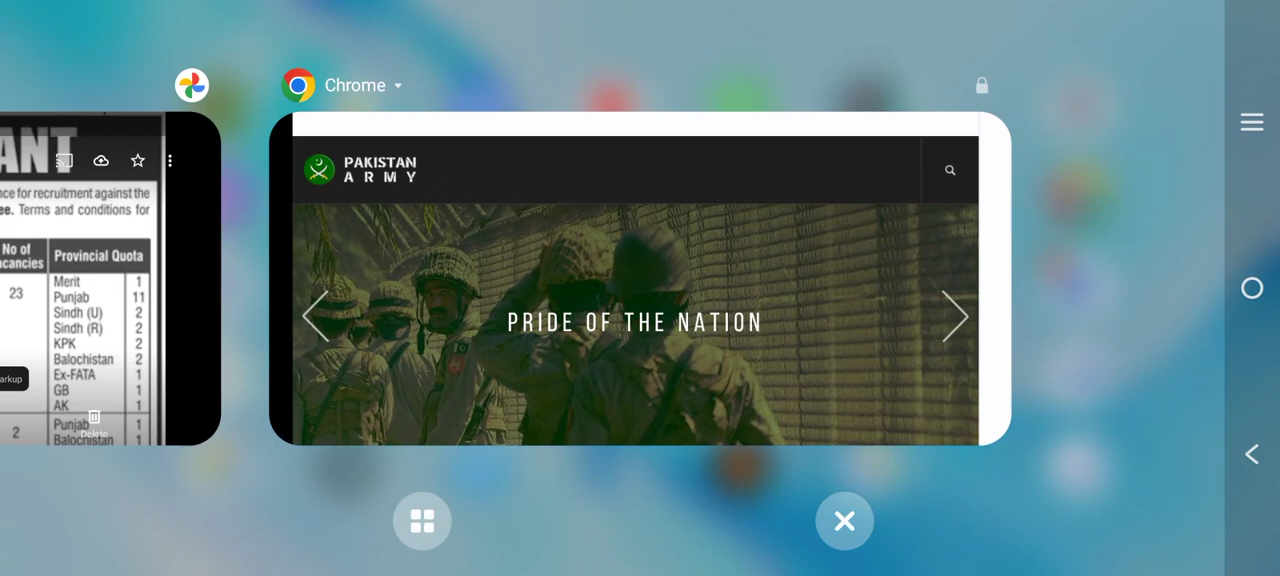 Chrome
ANT
nce for recruitment against the
ee. Terms and conditions for
No of Provincial Quota
acancies
23
Merit 1
Punjab 11
Sindh (U) 2
Sindh (R) 2
KPK 2
Balochistan 2
Ex-FATA 1
GB 1
AK 1
2
Punjab 1
Balochistan 1
arkup
Delete
PAKISTAN
ARMY
PRIDE OF THE NATION